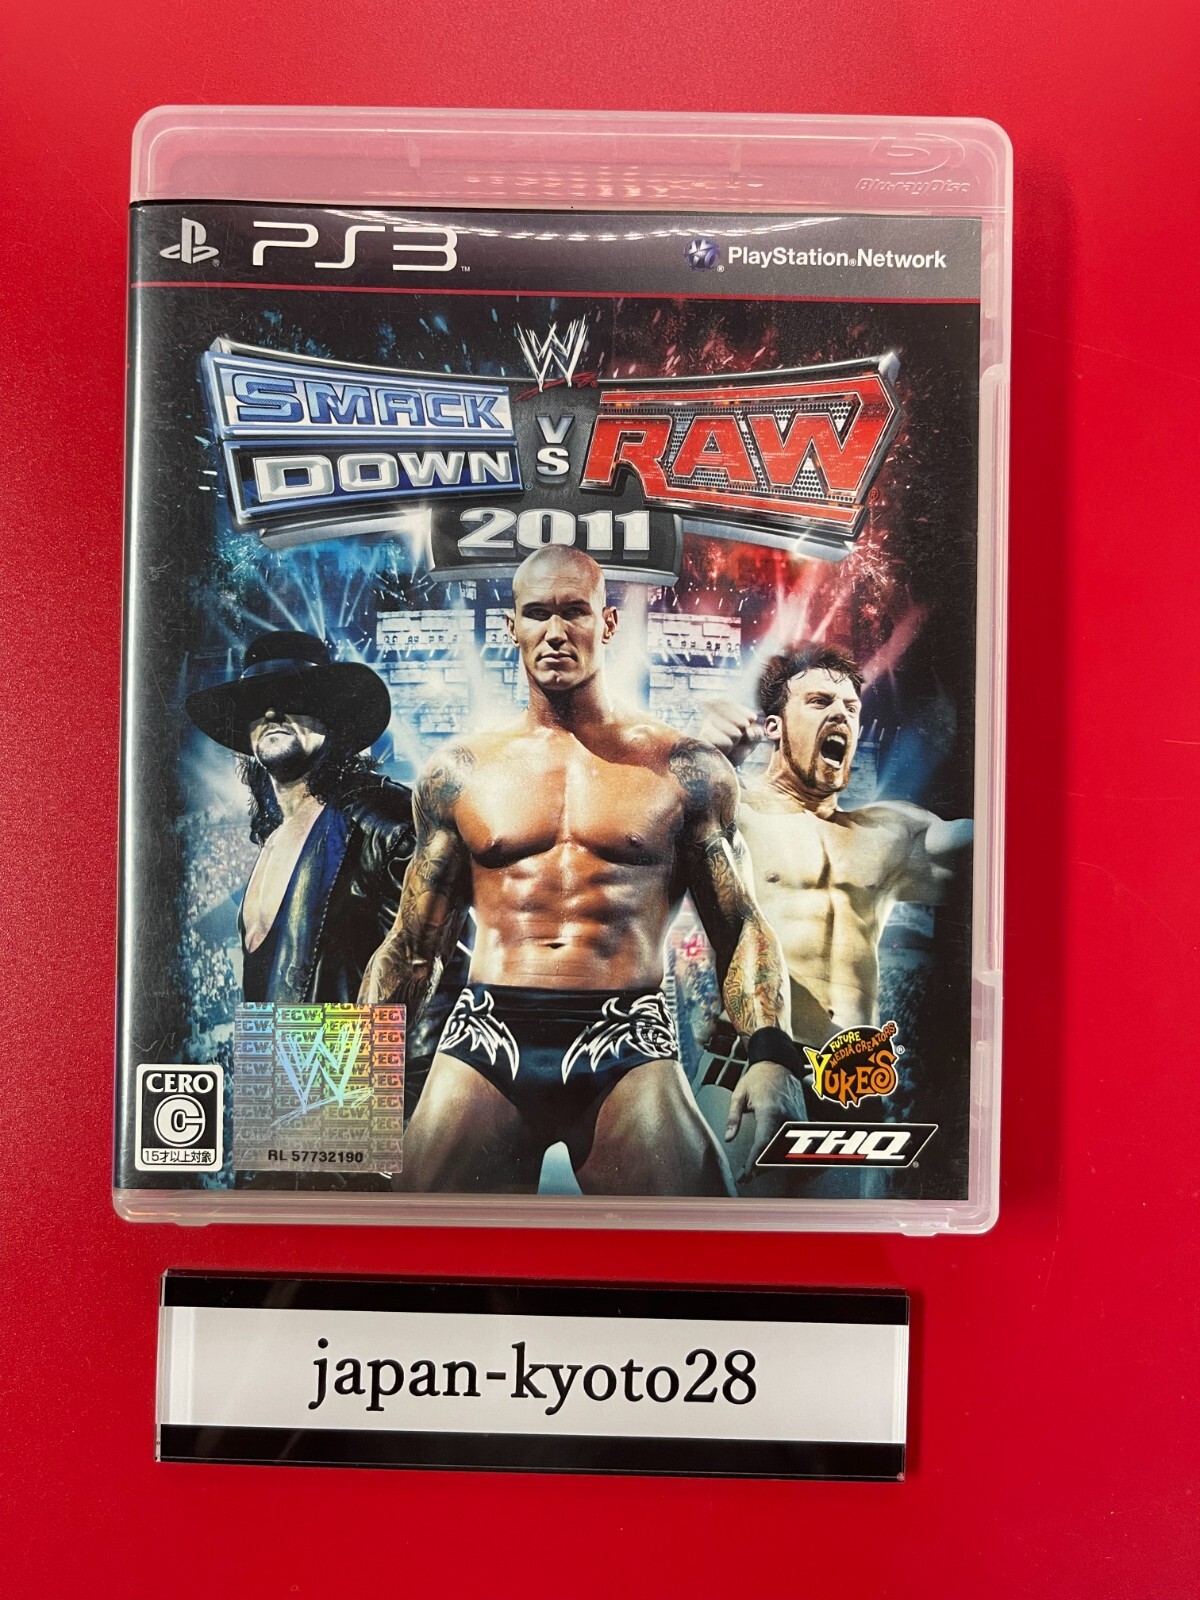 Blu-ray Disc
PS3™
PlayStation®Network
W
SMACK
DOWN
VS
RAW
2011
ECW
RL 57732190
CERO
C
15才以上対象
FUTURE
MEDIA CREATORS
YUKE'S®
THQ®
japan-kyoto28